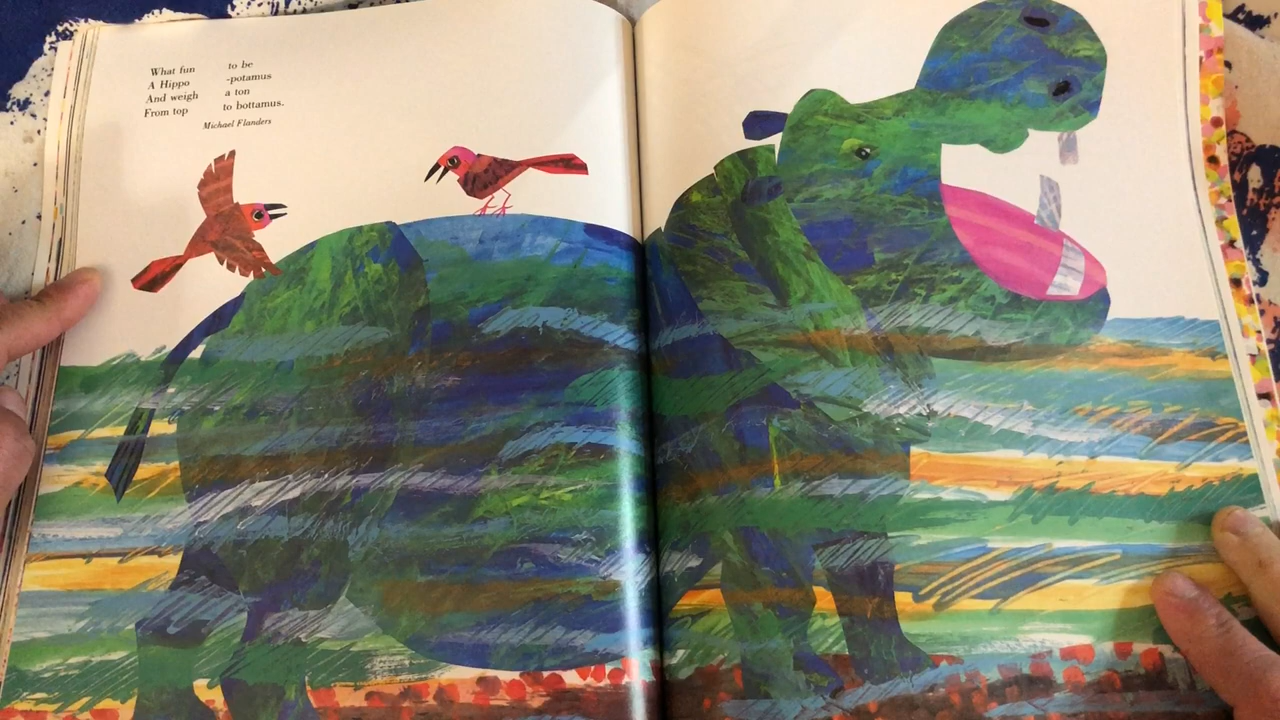 What fun to be
A Hippo -potamus
And weigh a ton
From top to bottamus.
Michael Flanders